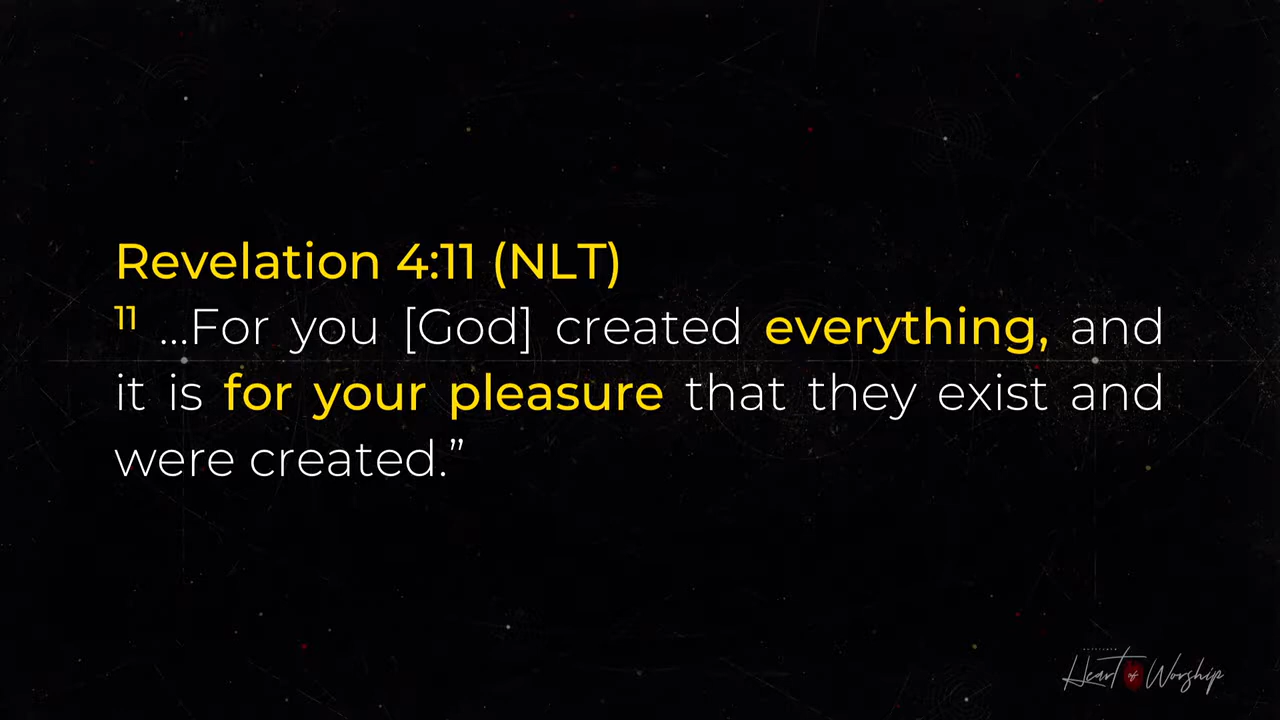 Revelation 4:11 (NLT)
11 ...For you [God] created everything, and
it is for your pleasure that they exist and
were created.”
Heart of Worship